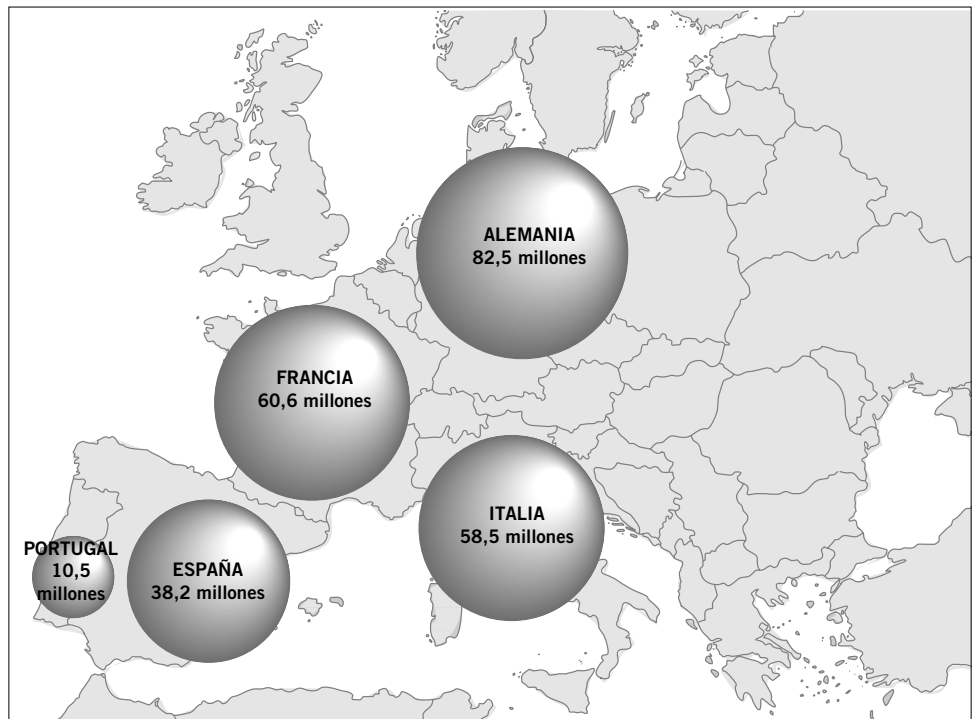 ALEMANIA
82,5 millones
FRANCIA
60,6 millones
ITALIA
58,5 millones
PORTUGAL
10,5
millones
ESPAÑA
38,2 millones